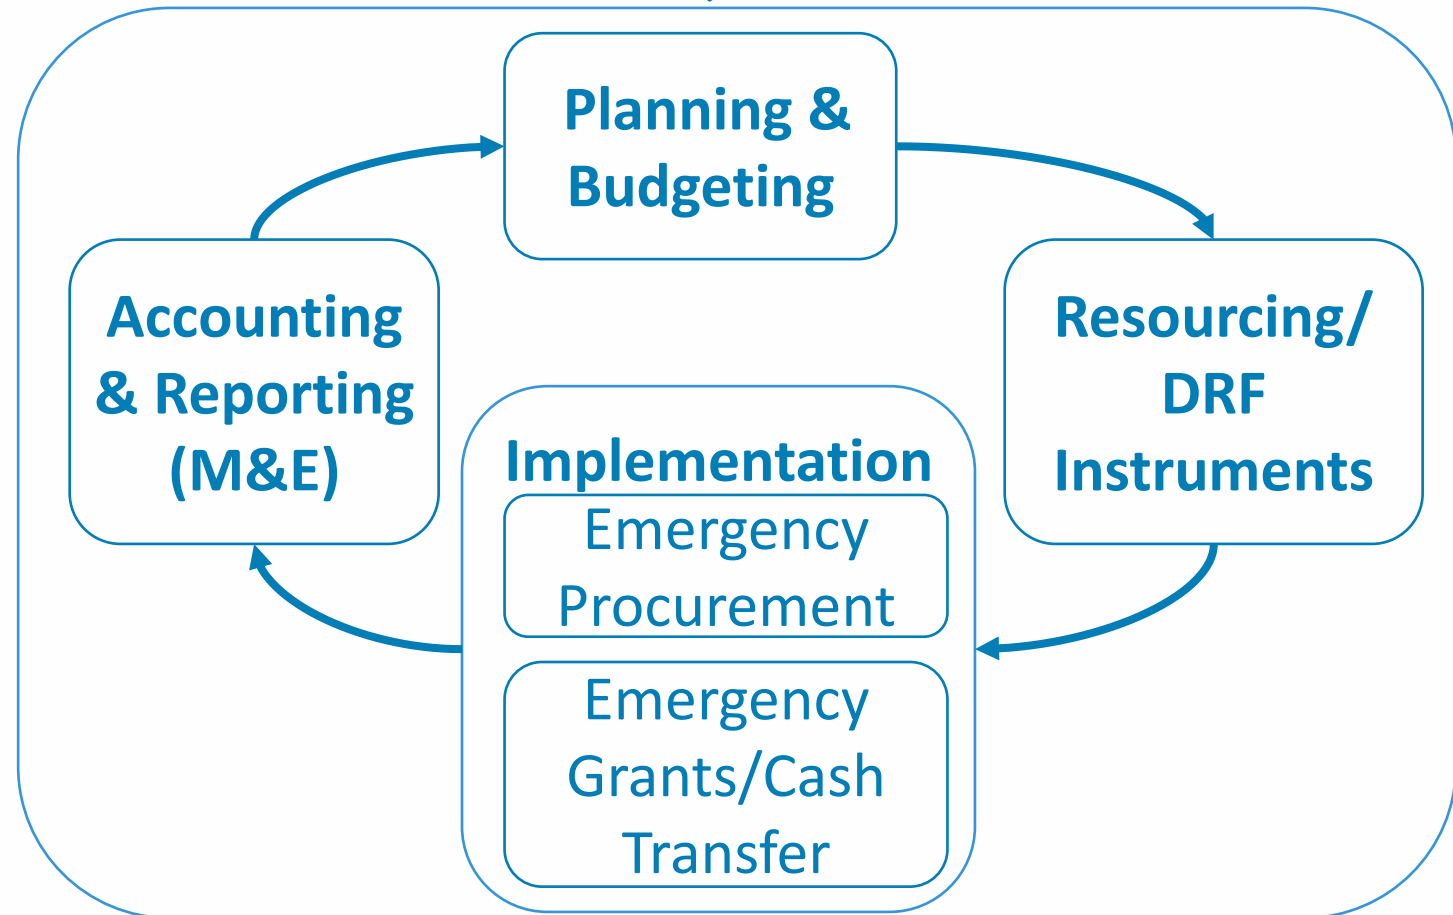 Planning &
Budgeting
Resourcing/
DRF
Instruments
Implementation
Emergency
Procurement
Emergency
Grants/Cash
Transfer
Accounting
& Reporting
(M&E)